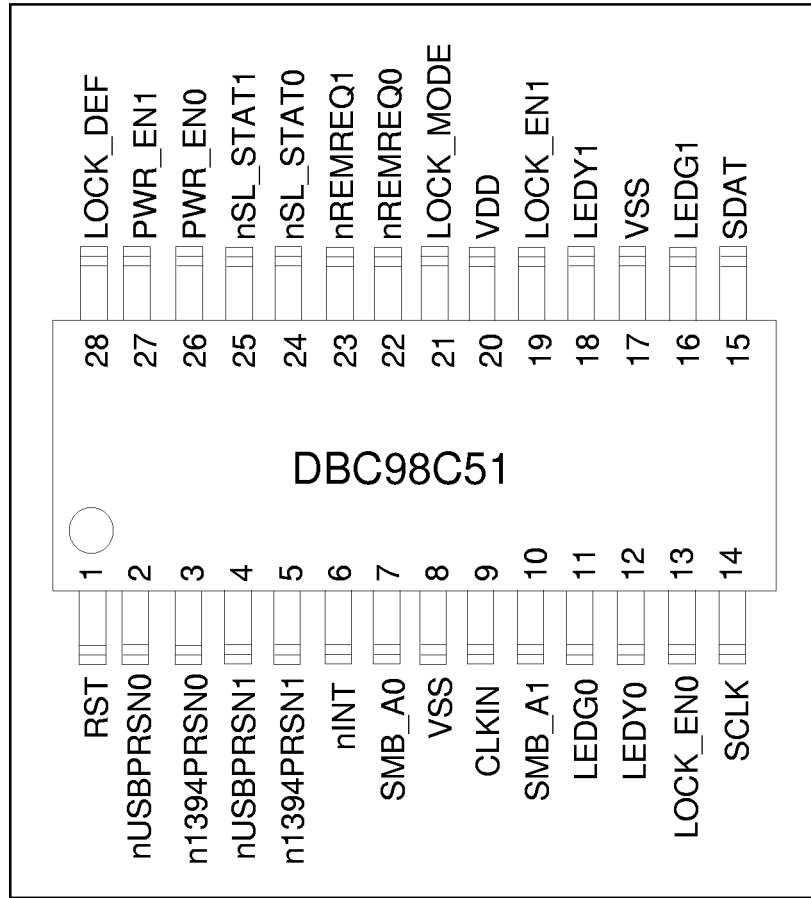 LOCK_DEF
PWR_EN1
PWR_EN0
nSL_STAT1
nSL_STAT0
nREMREQ1
nREMREQ0
LOCK_MODE
VDD
LOCK_EN1
LEDY1
VSS
LEDG1
SDAT
28
27
26
25
24
23
22
21
20
19
18
17
16
15
DBC98C51
1
2
3
4
5
6
7
8
9
10
11
12
13
14
RST
nUSBPRSN0
n1394PRSN0
nUSBPRSN1
n1394PRSN1
nINT
SMB_A0
VSS
CLKIN
SMB_A1
LEDG0
LEDY0
LOCK_EN0
SCLK